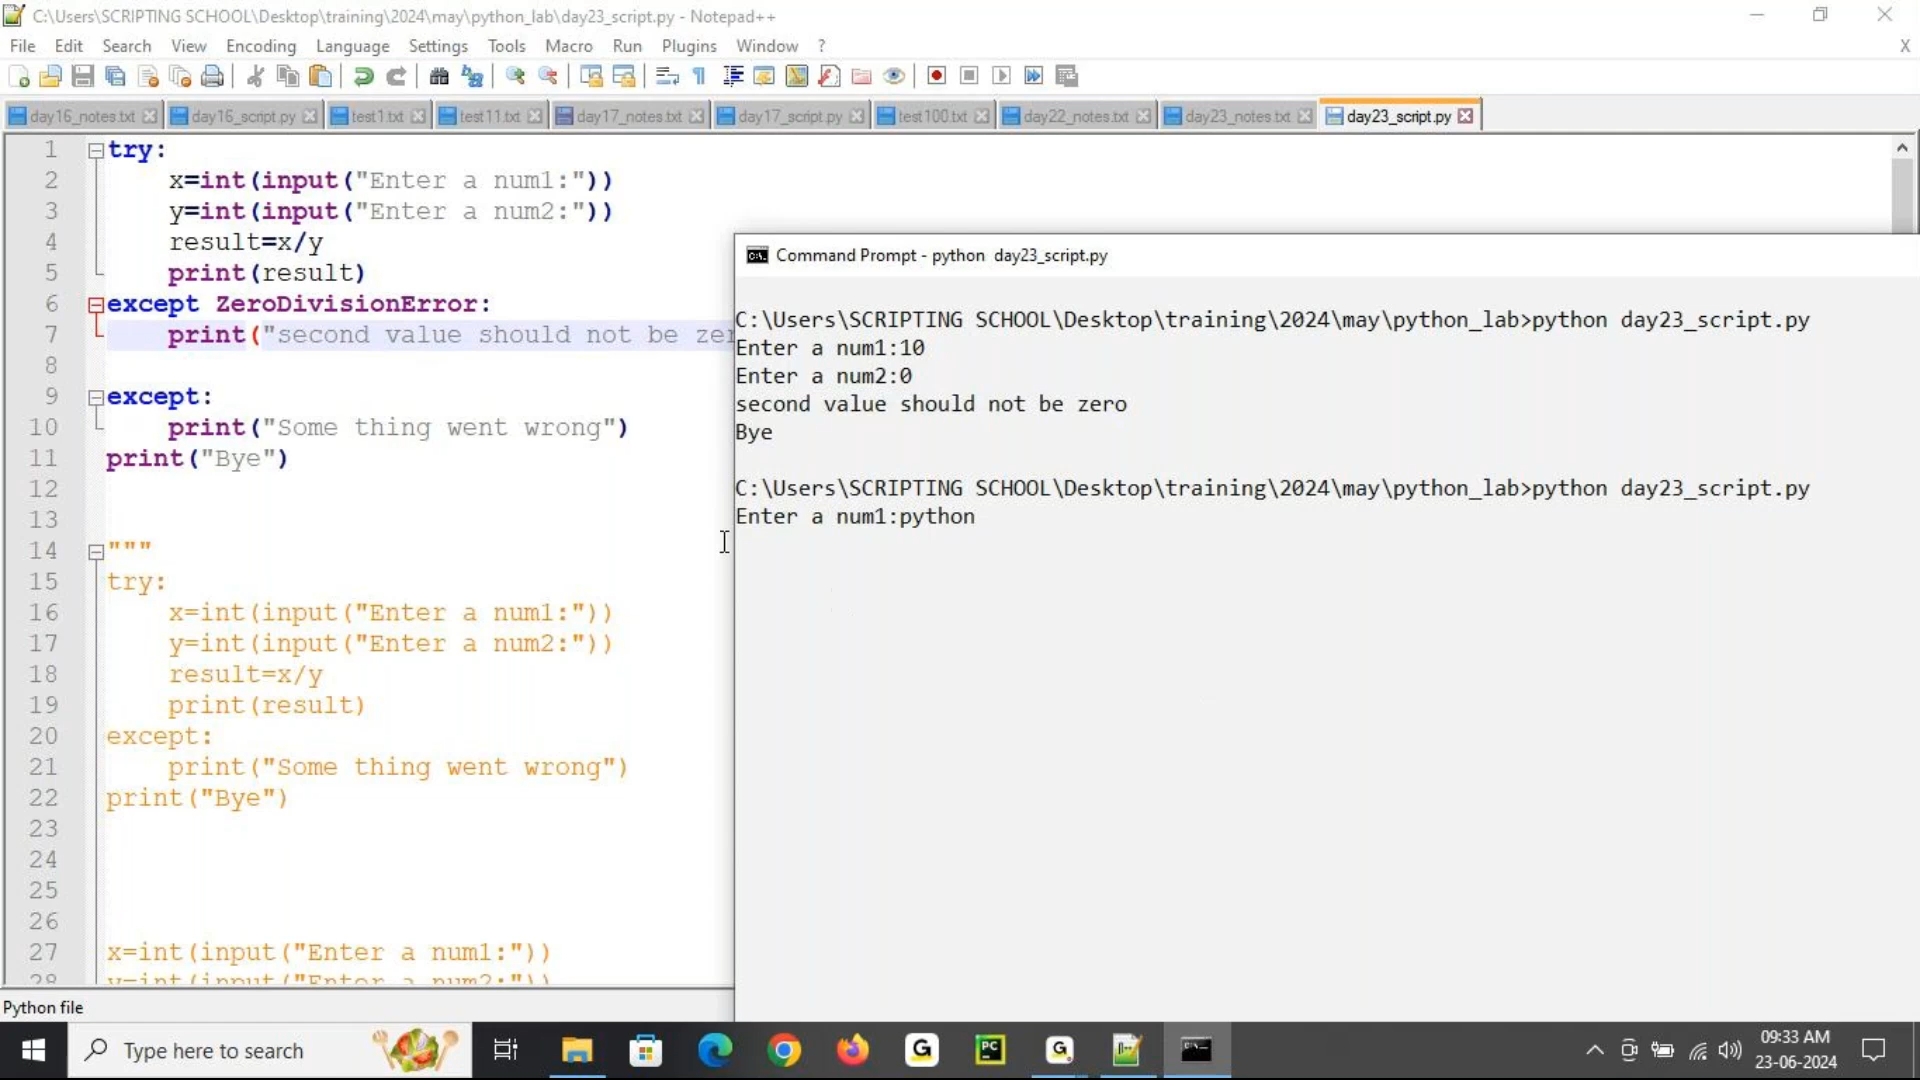 C:\Users\SCRIPTING SCHOOL\Desktop\training\2024\may\python_lab\day23_script.py - Notepad++
File Edit Search View Encoding Language Settings Tools Macro Run Plugins Window ? X
day16_notes.txt day16_script.py test1.txt test11.txt day17_notes.txt day17_script.py test100.txt day22_notes.txt day23_notes.txt day23_script.py
1 try:
2 x=int(input("Enter a num1:"))
3 y=int(input("Enter a num2:"))
4 result=x/y
5 print(result)
6 except ZeroDivisionError:
7 print("second value should not be zer
8
9 except:
10 print("Some thing went wrong")
11 print("Bye")
12
13
14 """
15 try:
16 x=int(input("Enter a num1:"))
17 y=int(input("Enter a num2:"))
18 result=x/y
19 print(result)
20 except:
21 print("Some thing went wrong")
22 print("Bye")
23
24
25
26
27 x=int(input("Enter a num1:"))
28 y=int(input("Enter a num2:"))
Python file
Command Prompt - python day23_script.py
C:\Users\SCRIPTING SCHOOL\Desktop\training\2024\may\python_lab>python day23_script.py
Enter a num1:10
Enter a num2:0
second value should not be zero
Bye
C:\Users\SCRIPTING SCHOOL\Desktop\training\2024\may\python_lab>python day23_script.py
Enter a num1:python
Type here to search
09:33 AM
23-06-2024